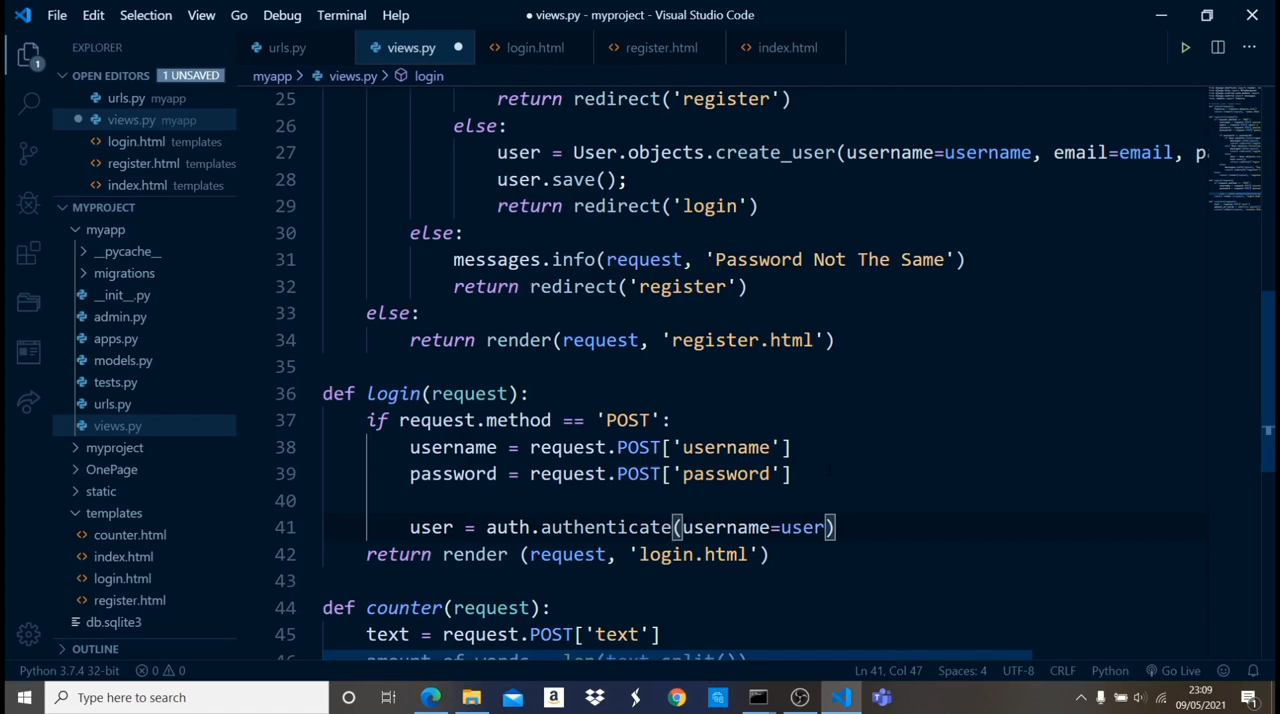 File Edit Selection View Go Debug Terminal Help
● views.py - myproject - Visual Studio Code
EXPLORER
OPEN EDITORS 1 UNSAVED
urls.py myapp
views.py myapp
login.html templates
register.html templates
index.html templates
MYPROJECT
myapp
__pycache__
migrations
__init__.py
admin.py
apps.py
models.py
tests.py
urls.py
views.py
myproject
OnePage
static
templates
counter.html
index.html
login.html
register.html
db.sqlite3
OUTLINE
1
urls.py views.py login.html register.html index.html
myapp > views.py > login
25 return redirect('register')
26 else:
27 user = User.objects.create_user(username=username, email=email,
28 user.save();
29 return redirect('login')
30 else:
31 messages.info(request, 'Password Not The Same')
32 return redirect('register')
33 else:
34 return render(request, 'register.html')
35
36 def login(request):
37 if request.method == 'POST':
38 username = request.POST['username']
39 password = request.POST['password']
40
41 user = auth.authenticate(username=user)
42 return render (request, 'login.html')
43
44 def counter(request):
45 text = request.POST['text']
Python 3.7.4 32-bit 0 0 Ln 41, Col 47 Spaces: 4 UTF-8 CRLF Python Go Live
Type here to search
23:09
09/05/2021
1